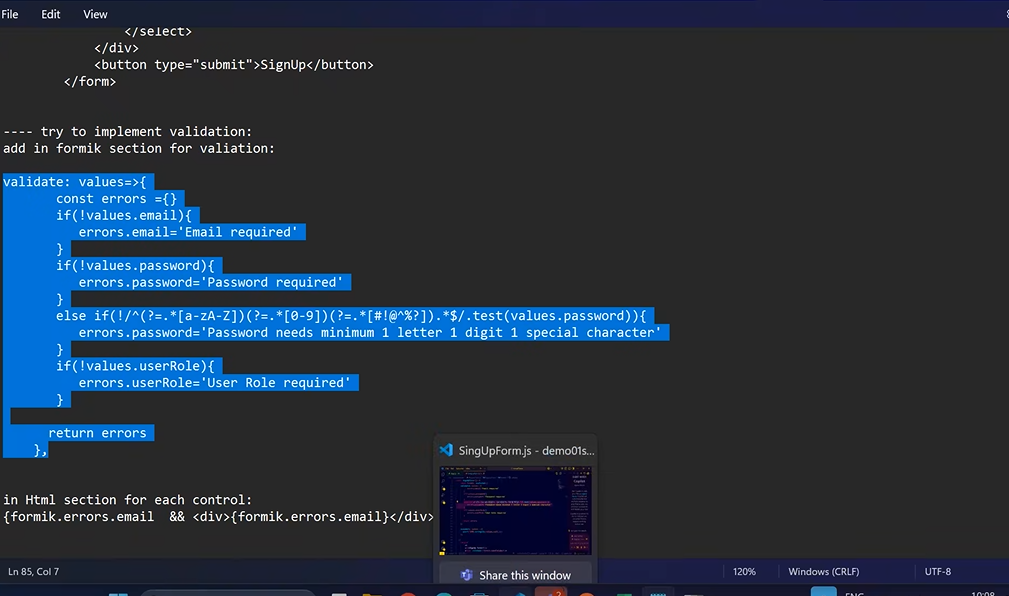 File Edit View
</select>
</div>
<button type="submit">SignUp</button>
</form>
---- try to implement validation:
add in formik section for valiation:
validate: values=>{
const errors ={}
if(!values.email){
errors.email='Email required'
}
if(!values.password){
errors.password='Password required'
}
else if(!/^(?=.*[a-zA-Z])(?=.*[0-9])(?=.*[#!@^%?]).*$/.test(values.password)){
errors.password='Password needs minimum 1 letter 1 digit 1 special character'
}
if(!values.userRole){
errors.userRole='User Role required'
}
return errors
},
SingUpForm.js - demo01s...
in Html section for each control:
{formik.errors.email && <div>{formik.errors.email}</div>
Share this window
Ln 85, Col 7 120% Windows (CRLF) UTF-8
ENG 10:08